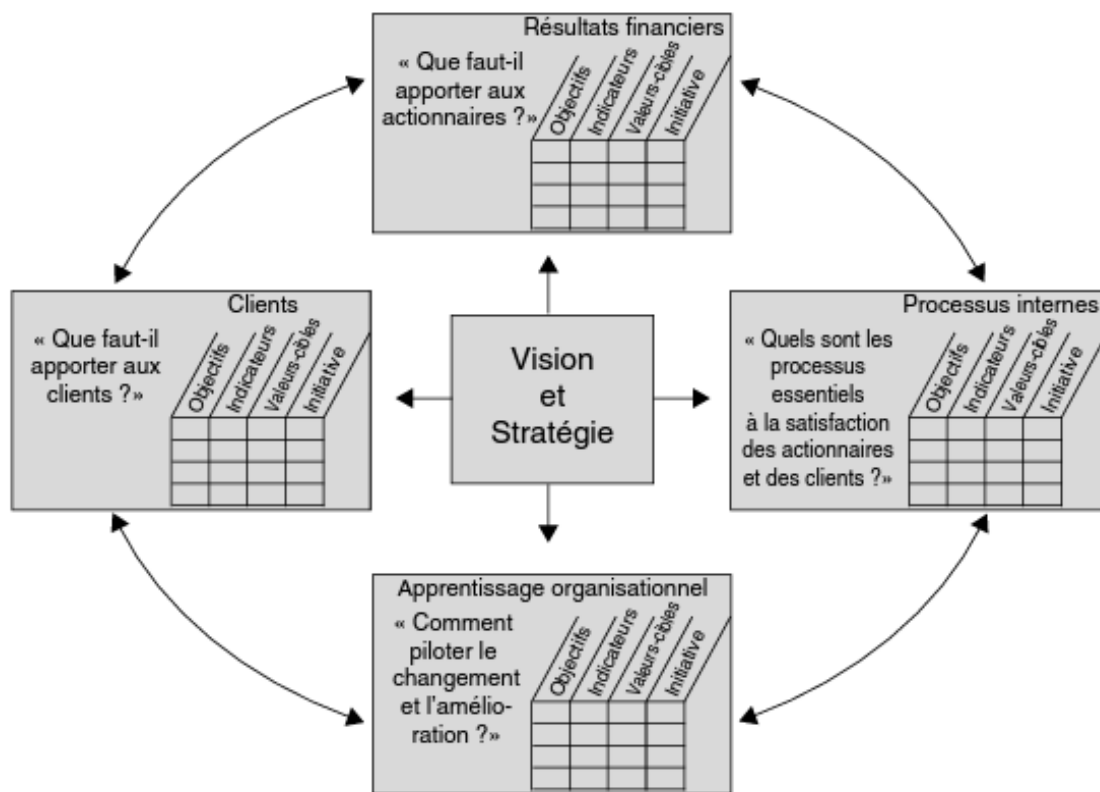 Résultats financiers
« Que faut-il
apporter aux
actionnaires ?»
Objectifs
Indicateurs
Valeurs-cibles
Initiative
Clients
« Que faut-il
apporter aux
clients ?»
Objectifs
Indicateurs
Valeurs-cibles
Initiative
Vision
et
Stratégie
Processus internes
« Quels sont les
processus
essentiels
à la satisfaction
des actionnaires
et des clients ?»
Objectifs
Indicateurs
Valeurs-cibles
Initiative
Apprentissage organisationnel
« Comment
piloter le
changement
et l'amélio-
ration ?»
Objectifs
Indicateurs
Valeurs-cibles
Initiative